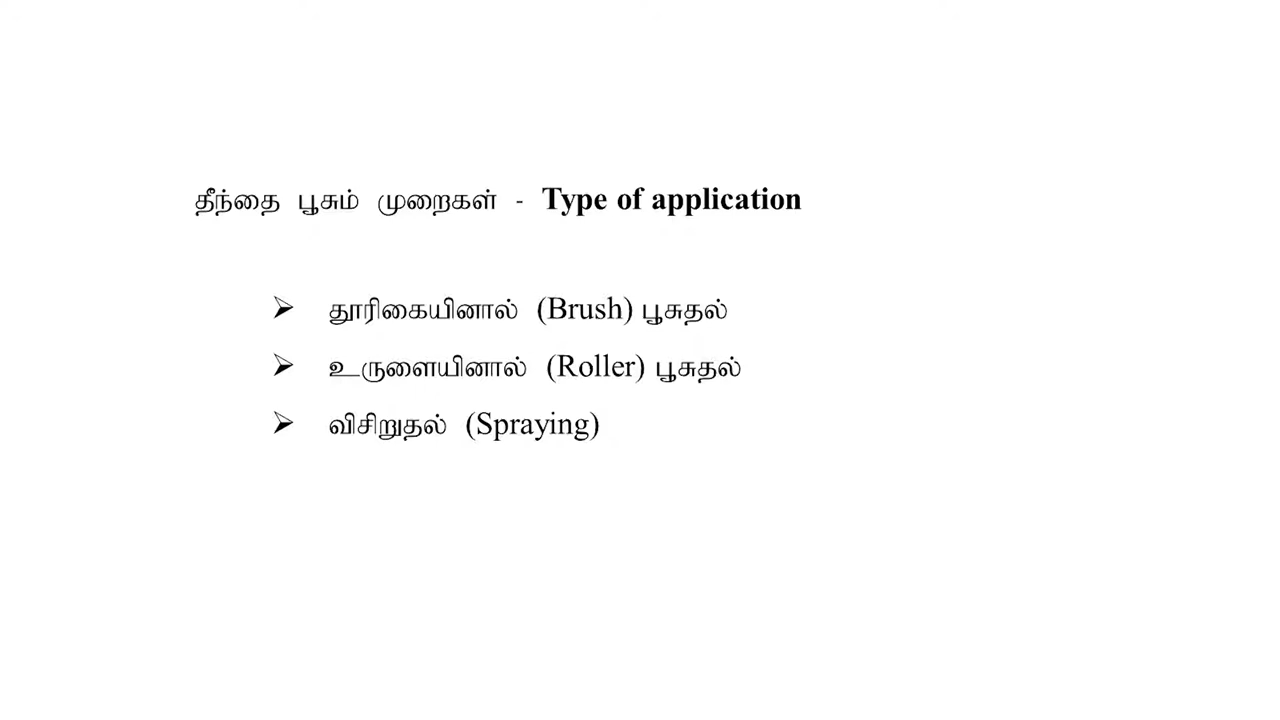 தீந்தை பூசும் முறைகள் - Type of application
➢ தூரிகையினால் (Brush) பூசுதல்
➢ உருளையினால் (Roller) பூசுதல்
➢ விசிறுதல் (Spraying)